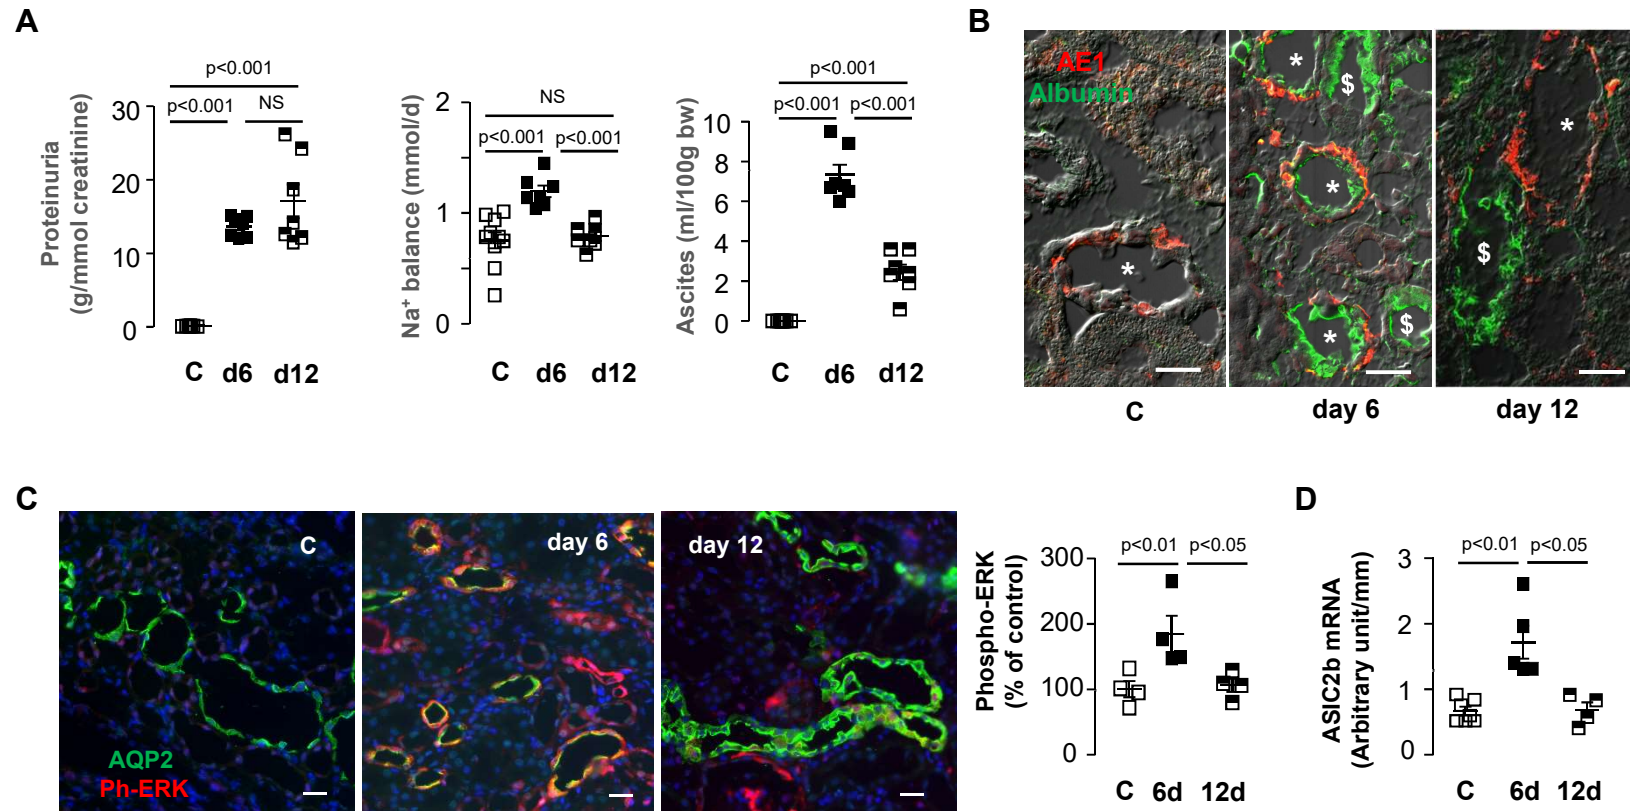 A
Proteinuria
(g/mmol creatinine)
30
20
10
0
p<0.001
p<0.001
NS
C d6 d12
Na⁺ balance (mmol/d)
2
1
0
NS
p<0.001
p<0.001
C d6 d12
Ascites (ml/100g bw)
10
8
6
4
2
0
p<0.001
p<0.001
p<0.001
C d6 d12
B
AE1
Albumin
*
C
*
$
*
*
$
day 6
*
$
day 12
C
C
AQP2
Ph-ERK
day 6
day 12
Phospho-ERK
(% of control)
300
200
100
0
p<0.01
p<0.05
C 6d 12d
D
ASIC2b mRNA
(Arbitrary unit/mm)
3
2
1
0
p<0.01
p<0.05
C 6d 12d